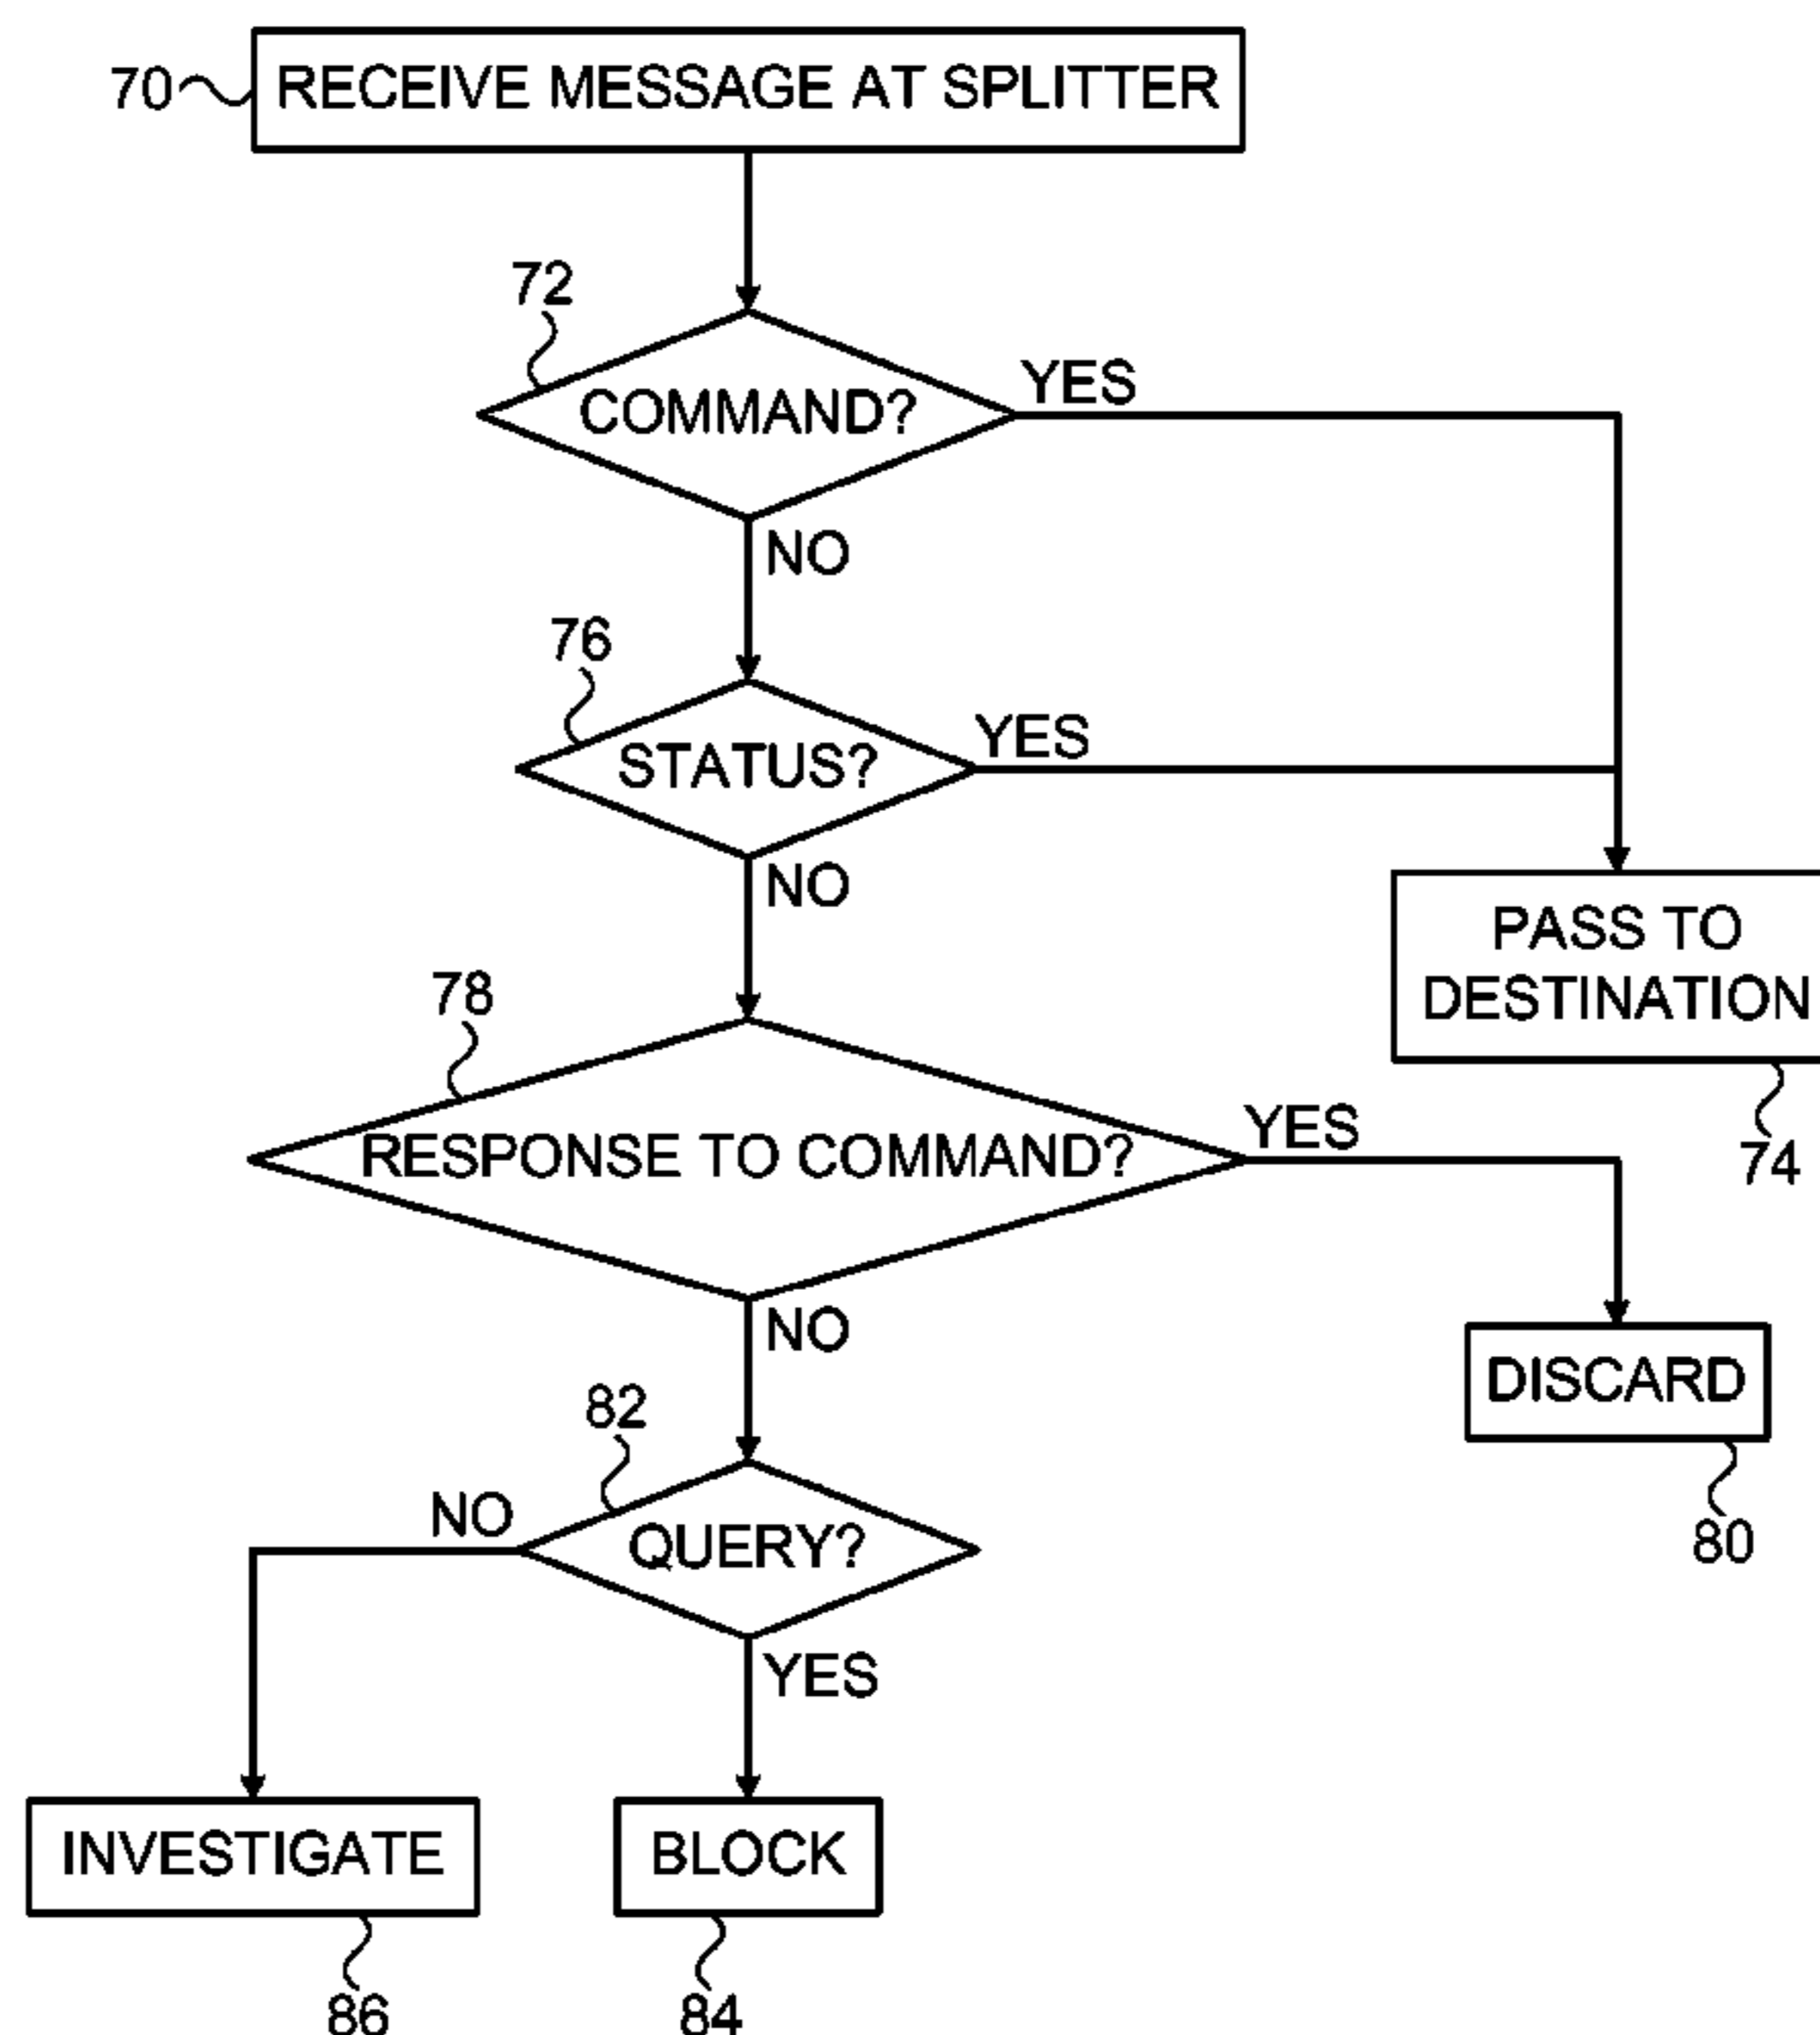 70
RECEIVE MESSAGE AT SPLITTER
72
COMMAND?
YES
NO
76
STATUS?
YES
NO
PASS TO
DESTINATION
74
78
RESPONSE TO COMMAND?
YES
NO
DISCARD
80
82
QUERY?
NO
YES
INVESTIGATE
86
BLOCK
84